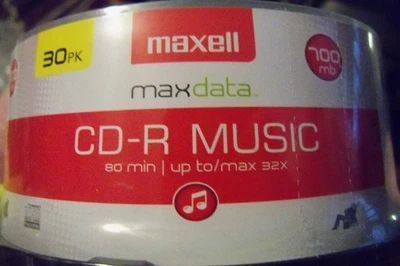 30PK
maxell
700
mb
maxdata
CD-R MUSIC
80 min | up to/max 32X